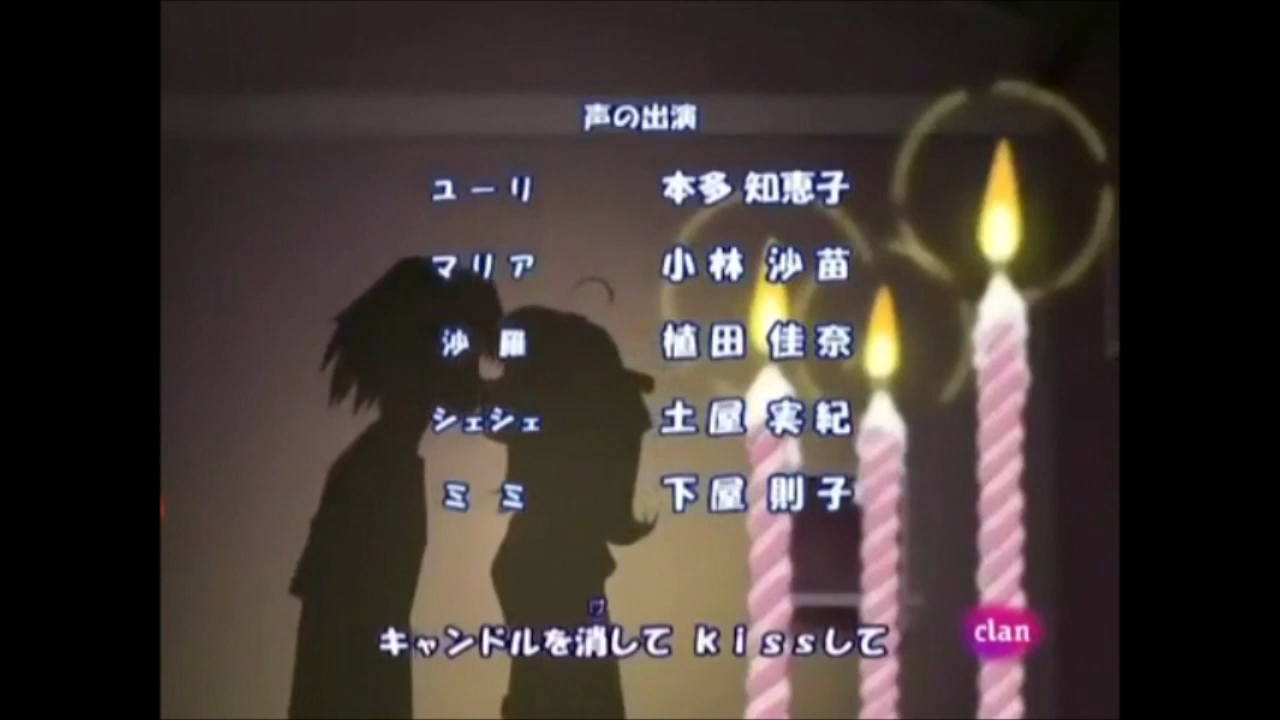 声の出演
ユーリ 本多 知恵子
マリア 小林 沙苗
沙羅 植田 佳奈
シェシェ 土屋 実紀
ミミ 下屋 則子
け
キャンドルを消して kissして
clan